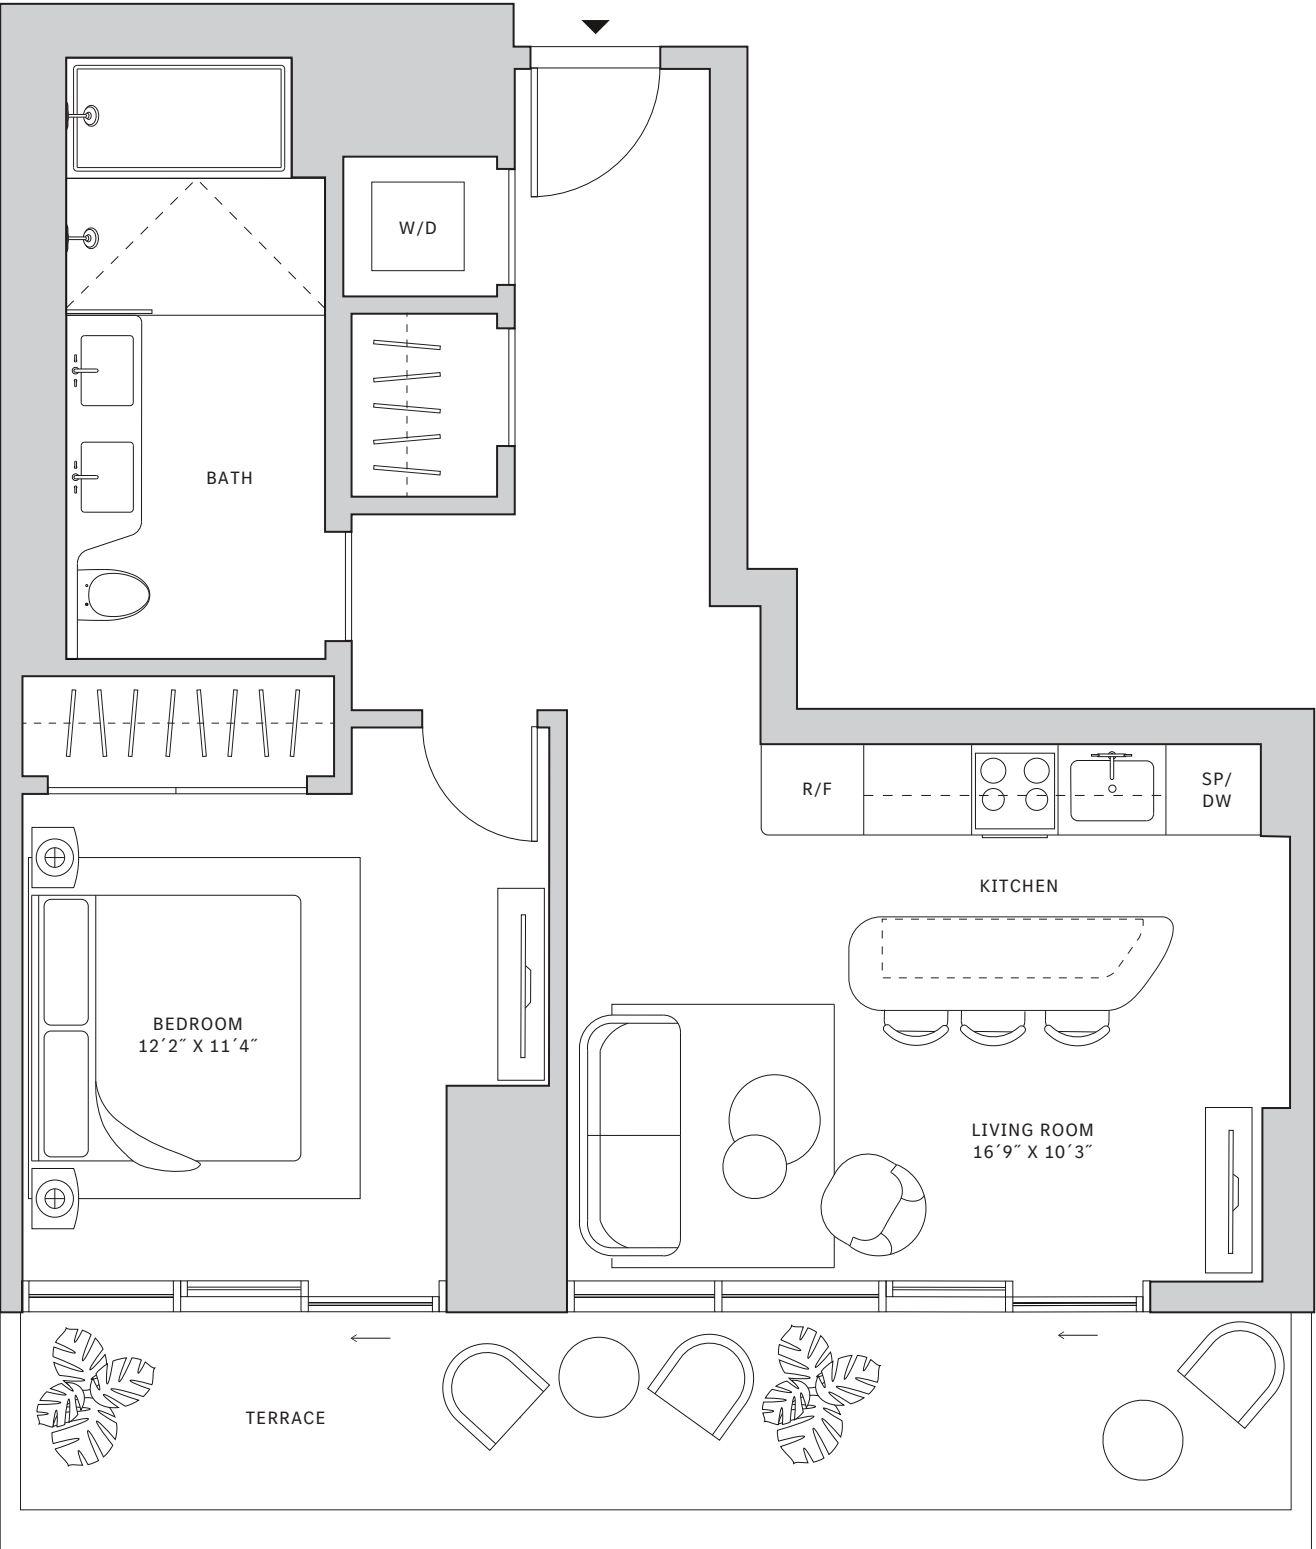 W/D
BATH
R/F
SP/
DW
KITCHEN
BEDROOM
12´2˝ X 11´4˝
LIVING ROOM
16´9˝ X 10´3˝
TERRACE